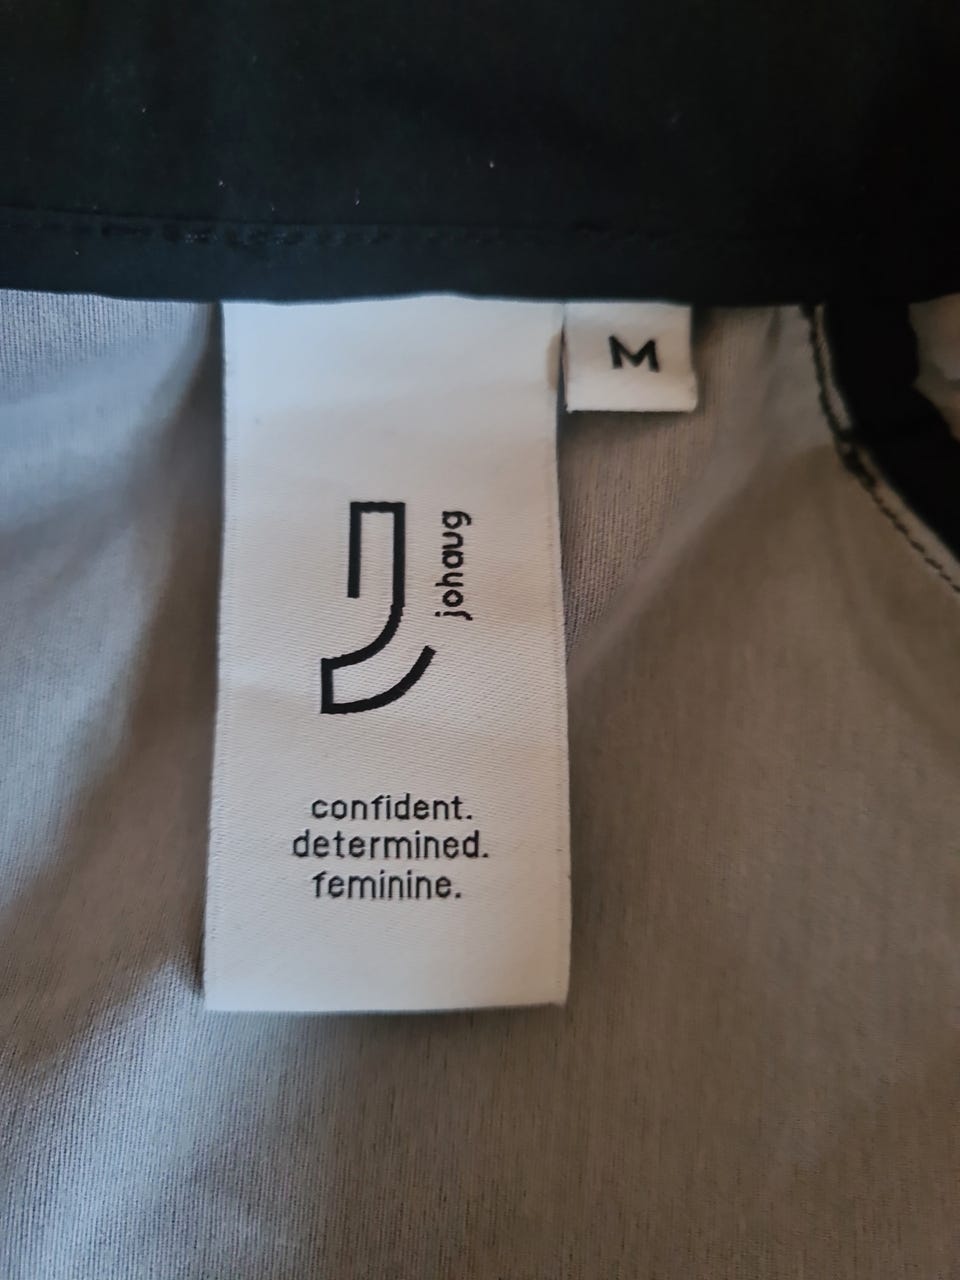 M
johaug
confident.
determined.
feminine.